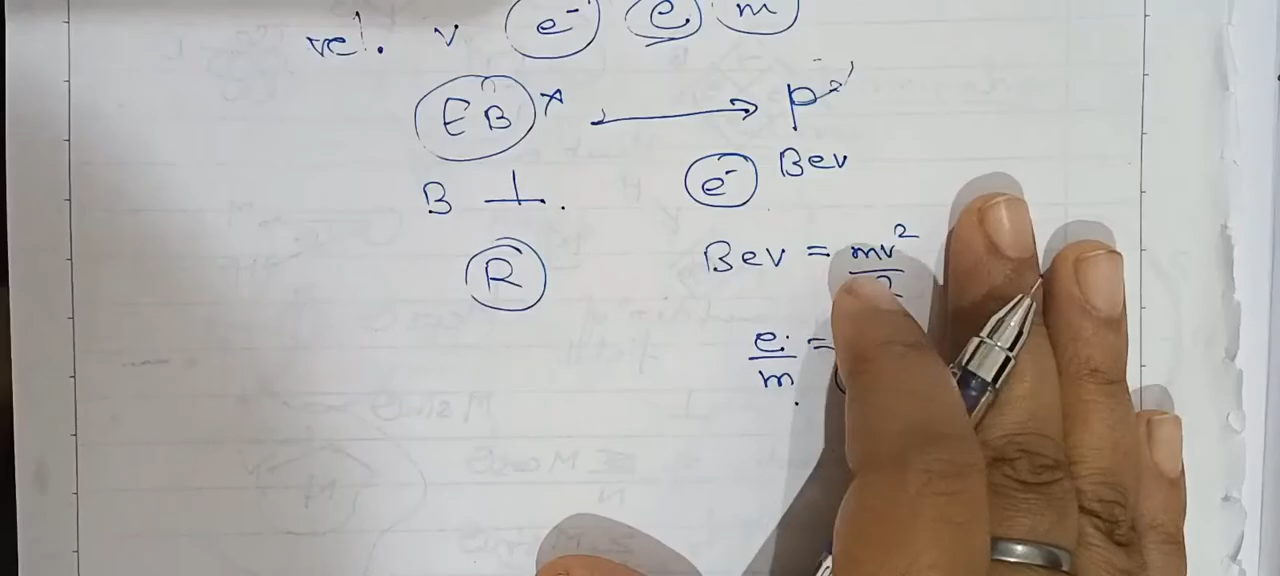 vel. v e⁻ e m
EB* → p
e⁻ Bev
B ⊥.
Bev = mv²
R
e/m =